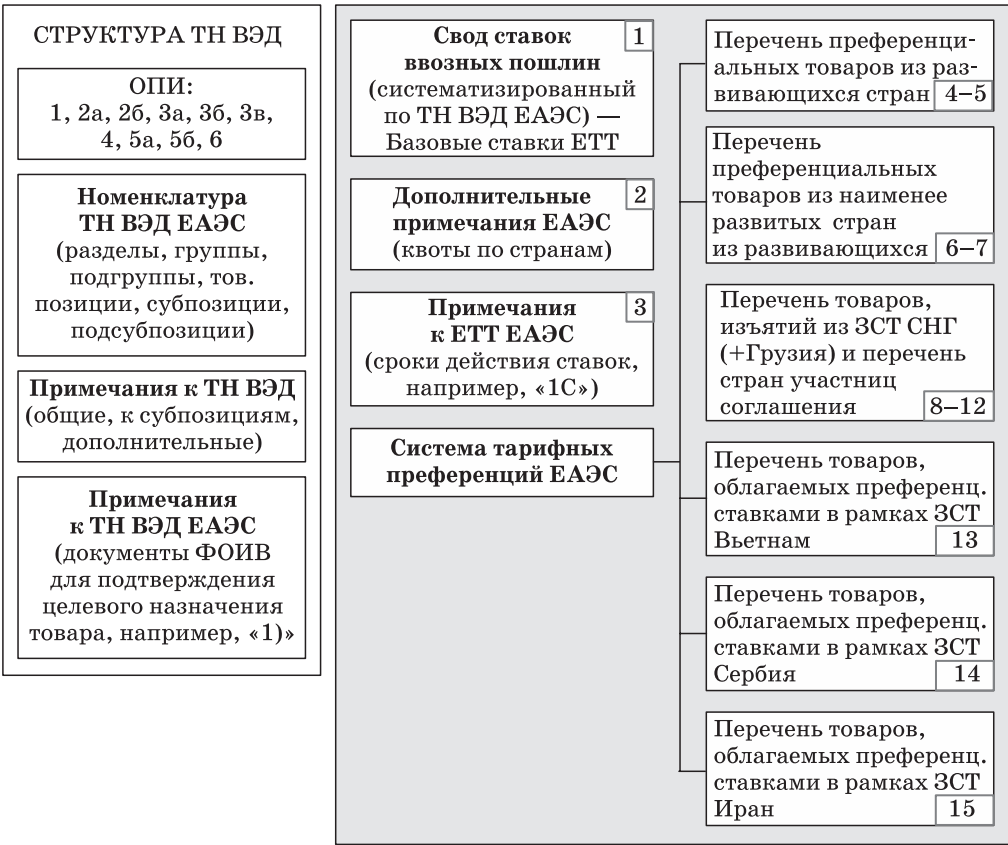 СТРУКТУРА ТН ВЭД
ОПИ:
1, 2а, 2б, 3а, 3б, 3в,
4, 5а, 5б, 6
Номенклатура
ТН ВЭД ЕАЭС
(разделы, группы,
подгруппы, тов.
позиции, субпозиции,
подсубпозиции)
Примечания к ТН ВЭД
(общие, к субпозициям,
дополнительные)
Примечания
к ТН ВЭД ЕАЭС
(документы ФОИВ
для подтверждения
целевого назначения
товара, например, «1)»
Свод ставок 1
ввозных пошлин
(систематизированный
по ТН ВЭД ЕАЭС) —
Базовые ставки ЕТТ
Дополнительные 2
примечания ЕАЭС
(квоты по странам)
Примечания 3
к ЕТТ ЕАЭС
(сроки действия ставок,
например, «1С»)
Система тарифных
преференций ЕАЭС
Перечень преференци-
альных товаров из раз-
вивающихся стран 4–5
Перечень
преференциальных
товаров из наименее
развитых стран
из развивающихся 6–7
Перечень товаров,
изъятий из ЗСТ СНГ
(+Грузия) и перечень
стран участниц
соглашения 8–12
Перечень товаров,
облагаемых преференц.
ставками в рамках ЗСТ
Вьетнам 13
Перечень товаров,
облагаемых преференц.
ставками в рамках ЗСТ
Сербия 14
Перечень товаров,
облагаемых преференц.
ставками в рамках ЗСТ
Иран 15